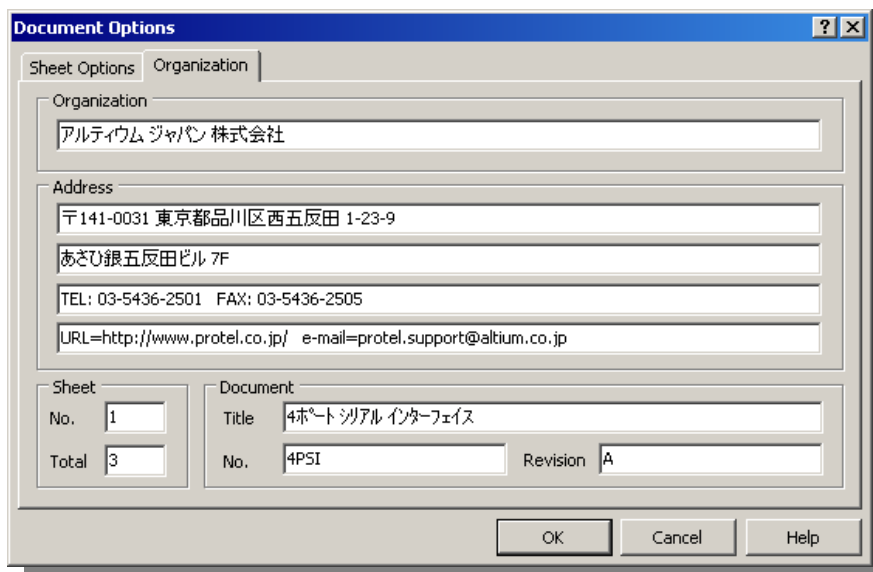 Document Options
Sheet Options Organization
Organization
アルティウム ジャパン 株式会社
Address
〒141-0031 東京都品川区西五反田 1-23-9
あさひ銀五反田ビル 7F
TEL: 03-5436-2501 FAX: 03-5436-2505
URL=http://www.protel.co.jp/ e-mail=protel.support@altium.co.jp
Sheet
No. 1
Total 3
Document
Title 4ポート シリアル インターフェイス
No. 4PSI Revision A
OK Cancel Help